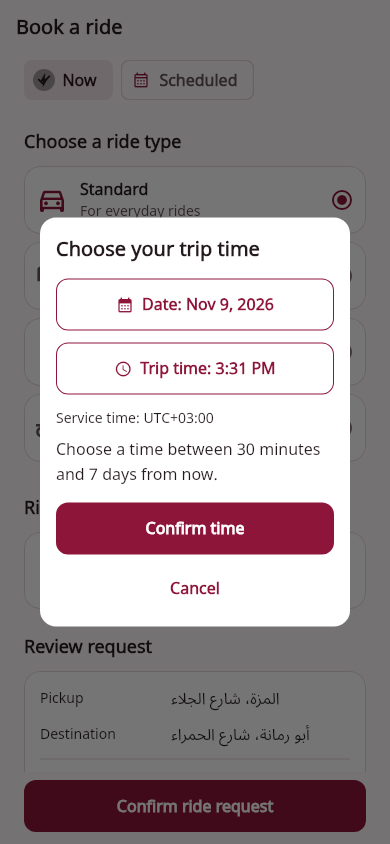 Book a ride
Now
Scheduled
Choose a ride type
Standard
For everyday rides
Choose your trip time
Date: Nov 9, 2026
Trip time: 3:31 PM
Service time: UTC+03:00
Choose a time between 30 minutes
and 7 days from now.
Confirm time
Cancel
Review request
Pickup
المزة، شارع الجلاء
Destination
أبو رمانة، شارع الحمراء
Confirm ride request